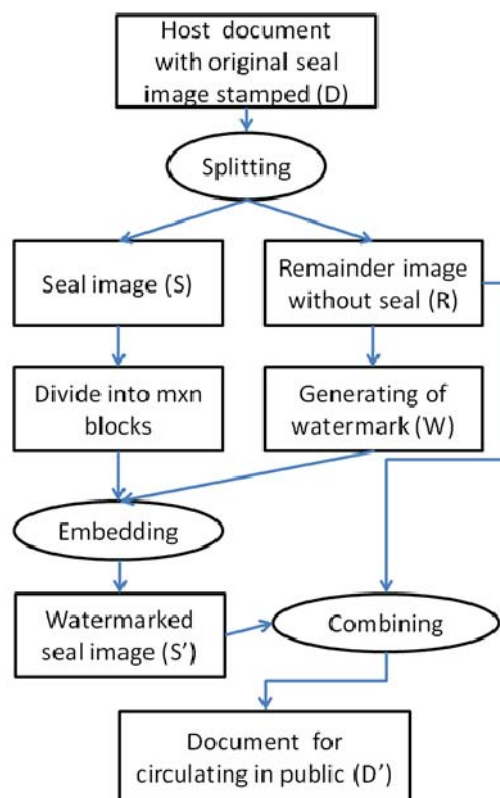 Host document
with original seal
image stamped (D)
Splitting
Seal image (S)
Remainder image
without seal (R)
Divide into mxn
blocks
Generating of
watermark (W)
Embedding
Watermarked
seal image (S')
Combining
Document for
circulating in public (D')